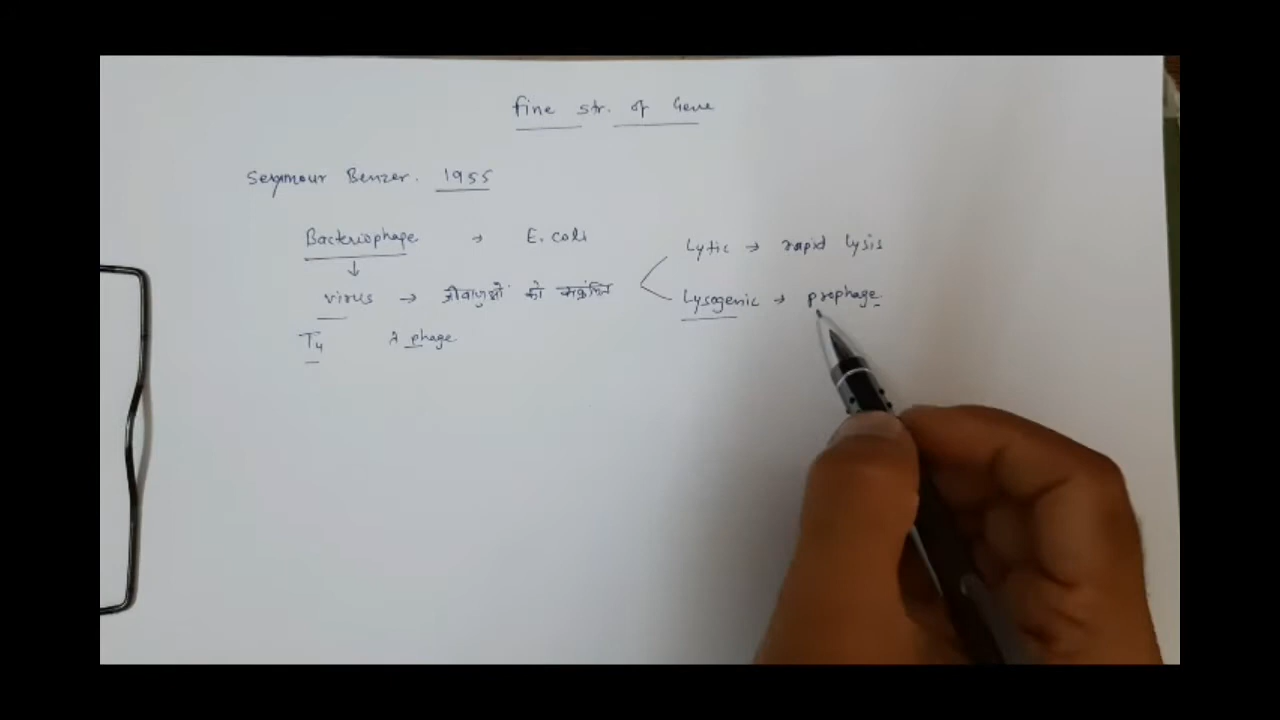 fine str. of Gene
Seymour Benzer. 1955
Bacteriophage → E. coli
Lytic → rapid lysis
virus → जीवाणुओं को संक्रमित
Lysogenic → prophage
T4 λ phage